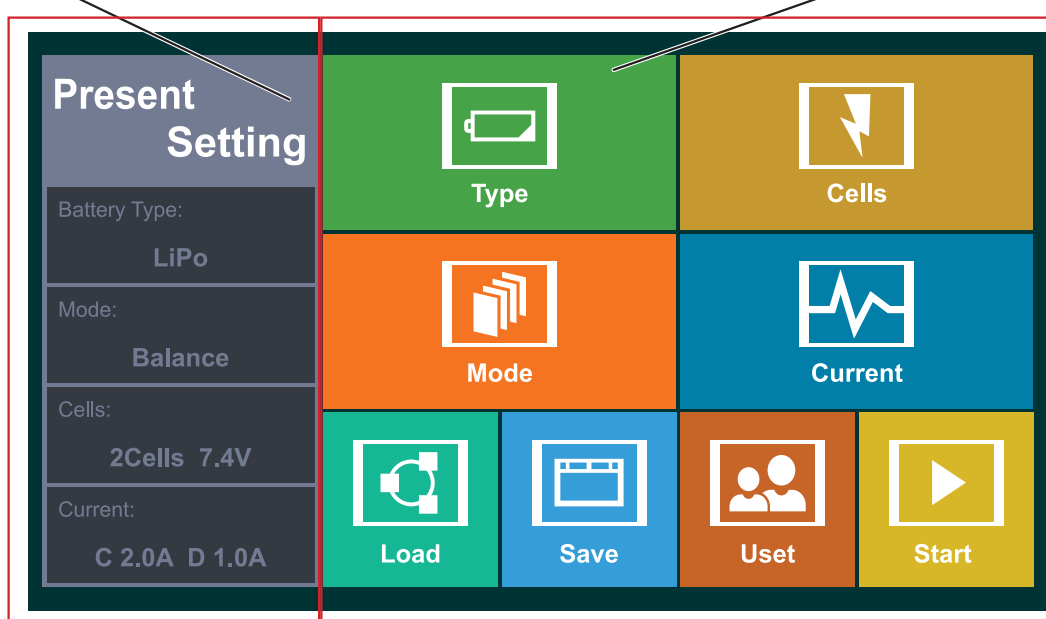 Present
Setting
Battery Type:
LiPo
Mode:
Balance
Cells:
2Cells 7.4V
Current:
C 2.0A D 1.0A
Type
Cells
Mode
Current
Load
Save
Uset
Start